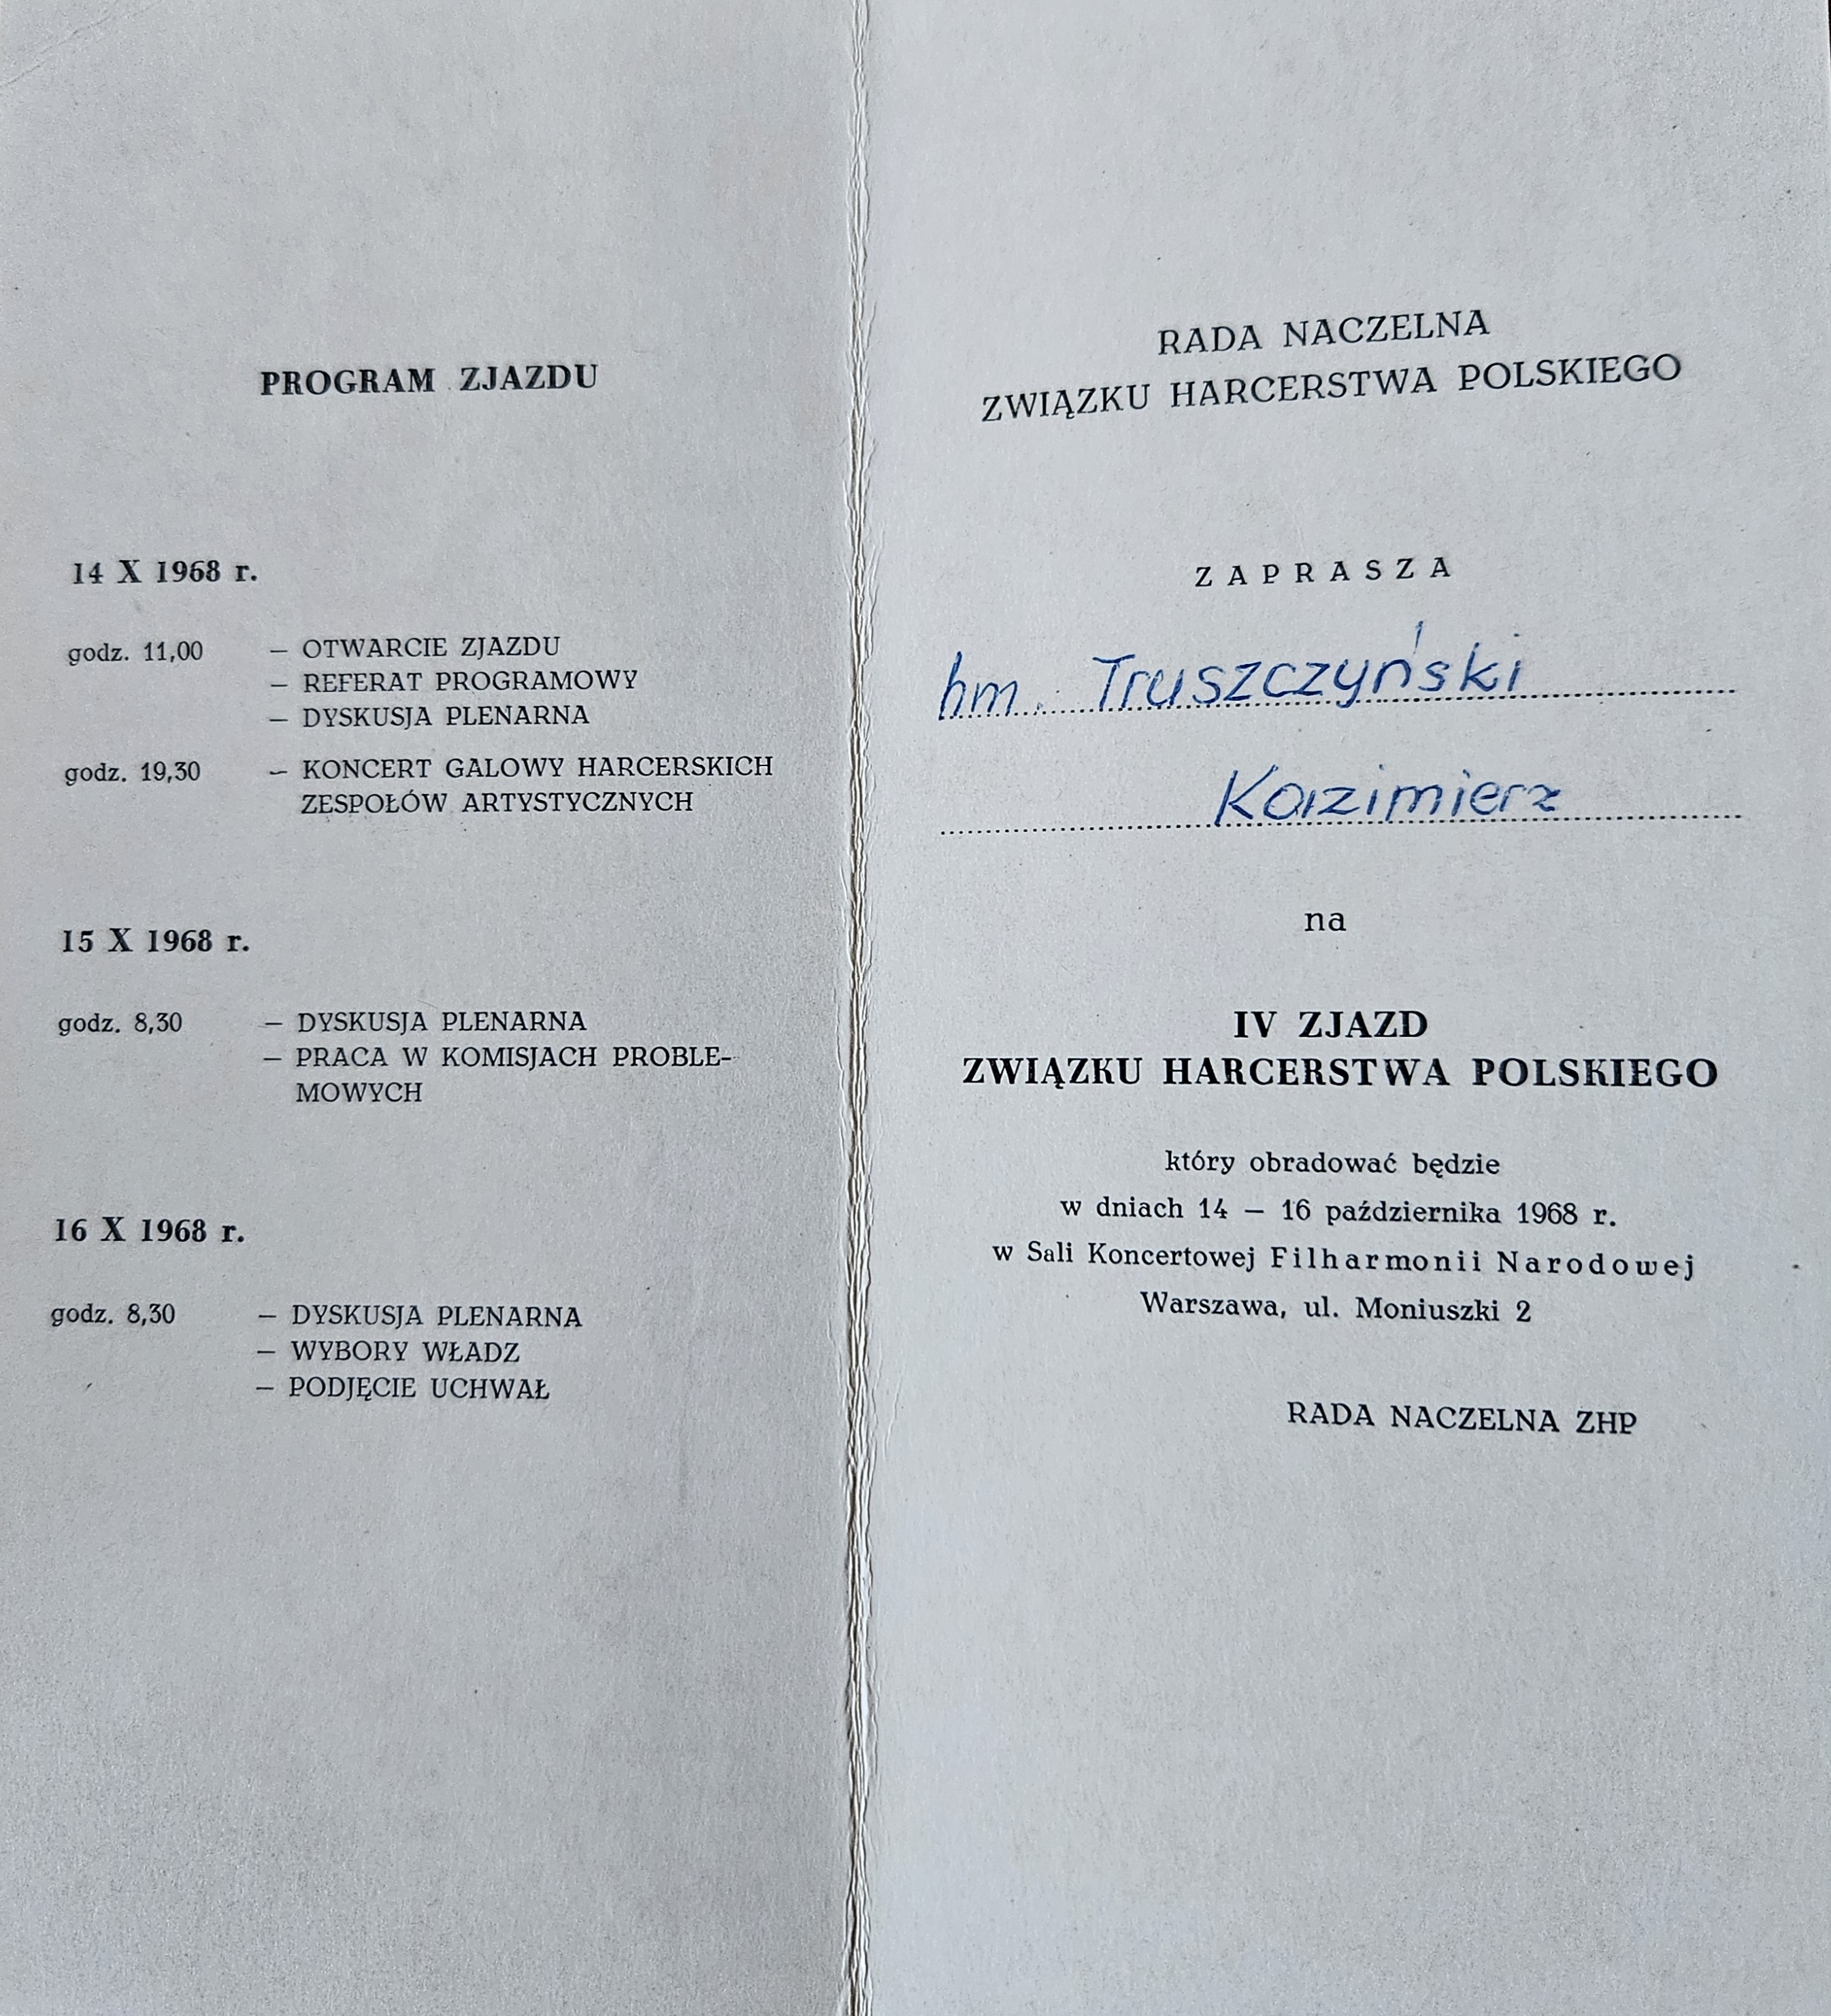 PROGRAM ZJAZDU
14 X 1968 r.
godz. 11,00 — OTWARCIE ZJAZDU
— REFERAT PROGRAMOWY
— DYSKUSJA PLENARNA
godz. 19,30 — KONCERT GALOWY HARCERSKICH
ZESPOŁÓW ARTYSTYCZNYCH
15 X 1968 r.
godz. 8,30 — DYSKUSJA PLENARNA
— PRACA W KOMISJACH PROBLE-
MOWYCH
16 X 1968 r.
godz. 8,30 — DYSKUSJA PLENARNA
— WYBORY WŁADZ
— PODJĘCIE UCHWAŁ
RADA NACZELNA
ZWIĄZKU HARCERSTWA POLSKIEGO
ZAPRASZA
hm. Truszczyński
Kazimierz
na
IV ZJAZD
ZWIĄZKU HARCERSTWA POLSKIEGO
który obradować będzie
w dniach 14 — 16 października 1968 r.
w Sali Koncertowej Filharmonii Narodowej
Warszawa, ul. Moniuszki 2
RADA NACZELNA ZHP